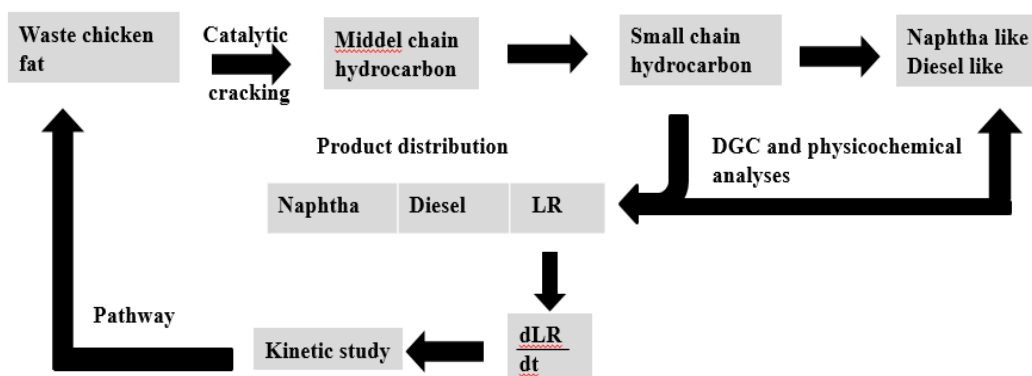 Waste chicken
fat
Catalytic
cracking
Middel chain
hydrocarbon
Small chain
hydrocarbon
Naphtha like
Diesel like
Product distribution
DGC and physicochemical
analyses
Naphtha
Diesel
LR
Pathway
Kinetic study
dLR
dt